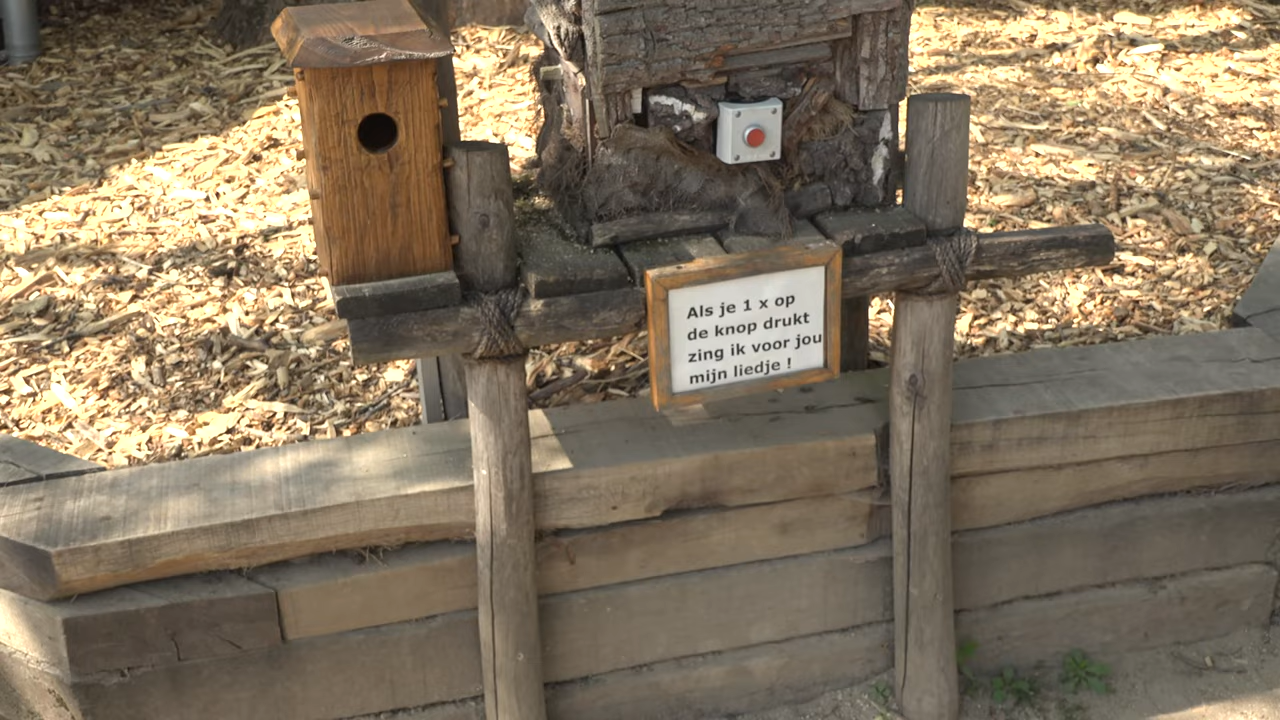 Als je 1 x op
de knop drukt
zing ik voor jou
mijn liedje !